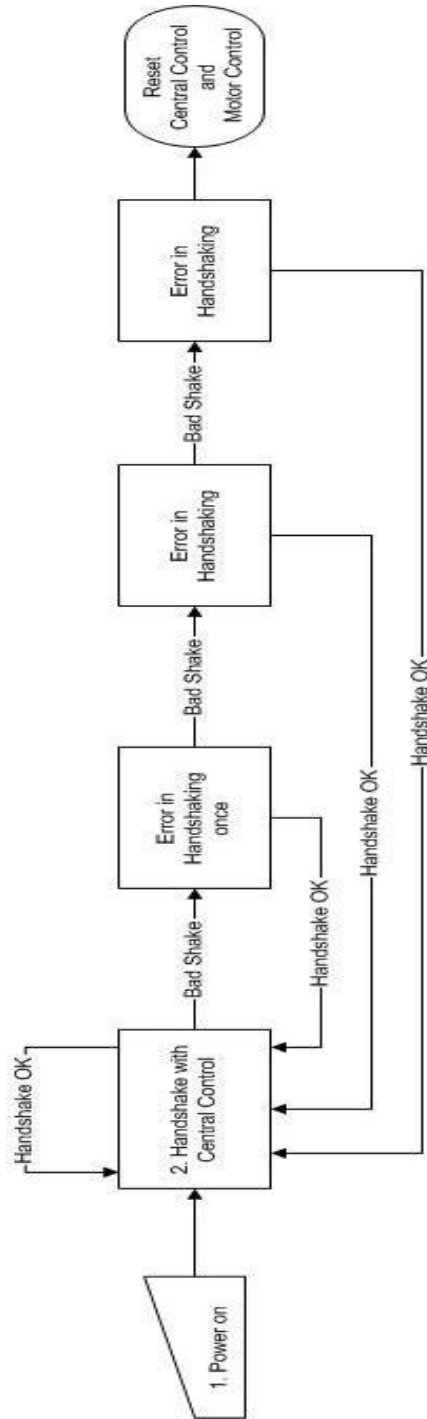 1. Power on
2. Handshake with
Central Control
Handshake OK
Bad Shake
Error in
Handshaking
once
Handshake OK
Bad Shake
Error in
Handshaking
Handshake OK
Bad Shake
Error in
Handshaking
Handshake OK
Reset
Central Control
and
Motor Control